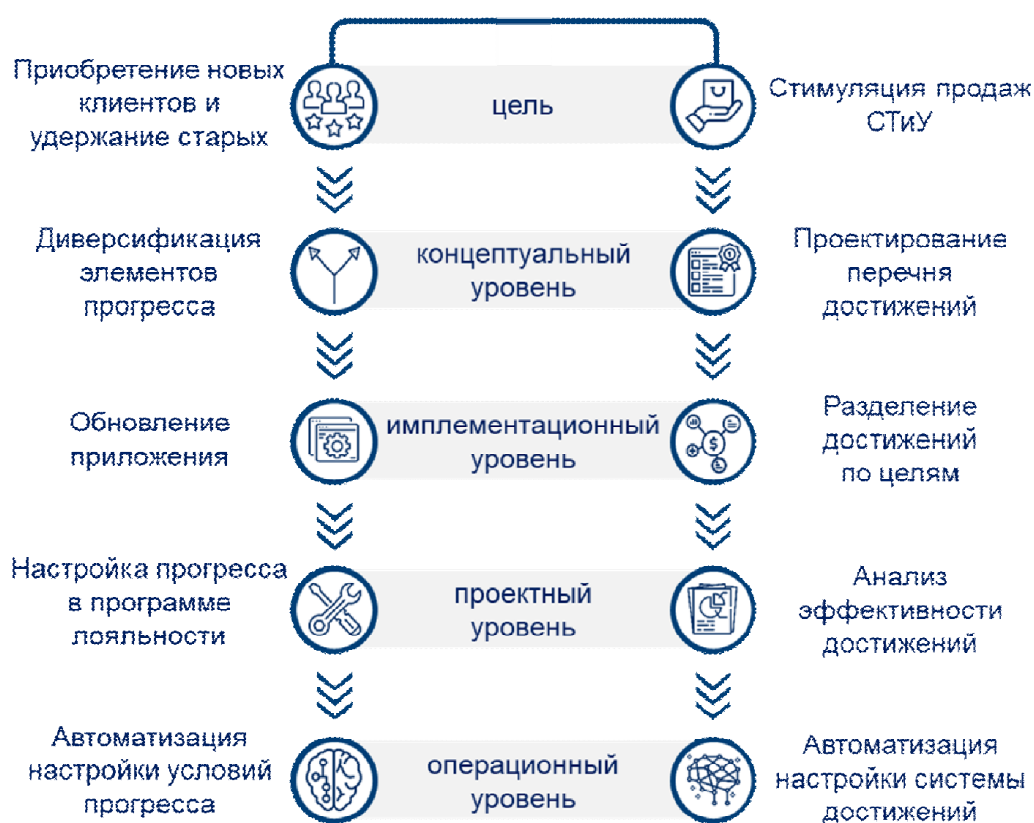 Приобретение новых
клиентов и
удержание старых
цель
Стимуляция продаж
СТиУ
Диверсификация
элементов
прогресса
концептуальный
уровень
Проектирование
перечня
достижений
Обновление
приложения
имплементационный
уровень
Разделение
достижений
по целям
Настройка прогресса
в программе
лояльности
проектный
уровень
Анализ
эффективности
достижений
Автоматизация
настройки условий
прогресса
операционный
уровень
Автоматизация
настройки системы
достижений